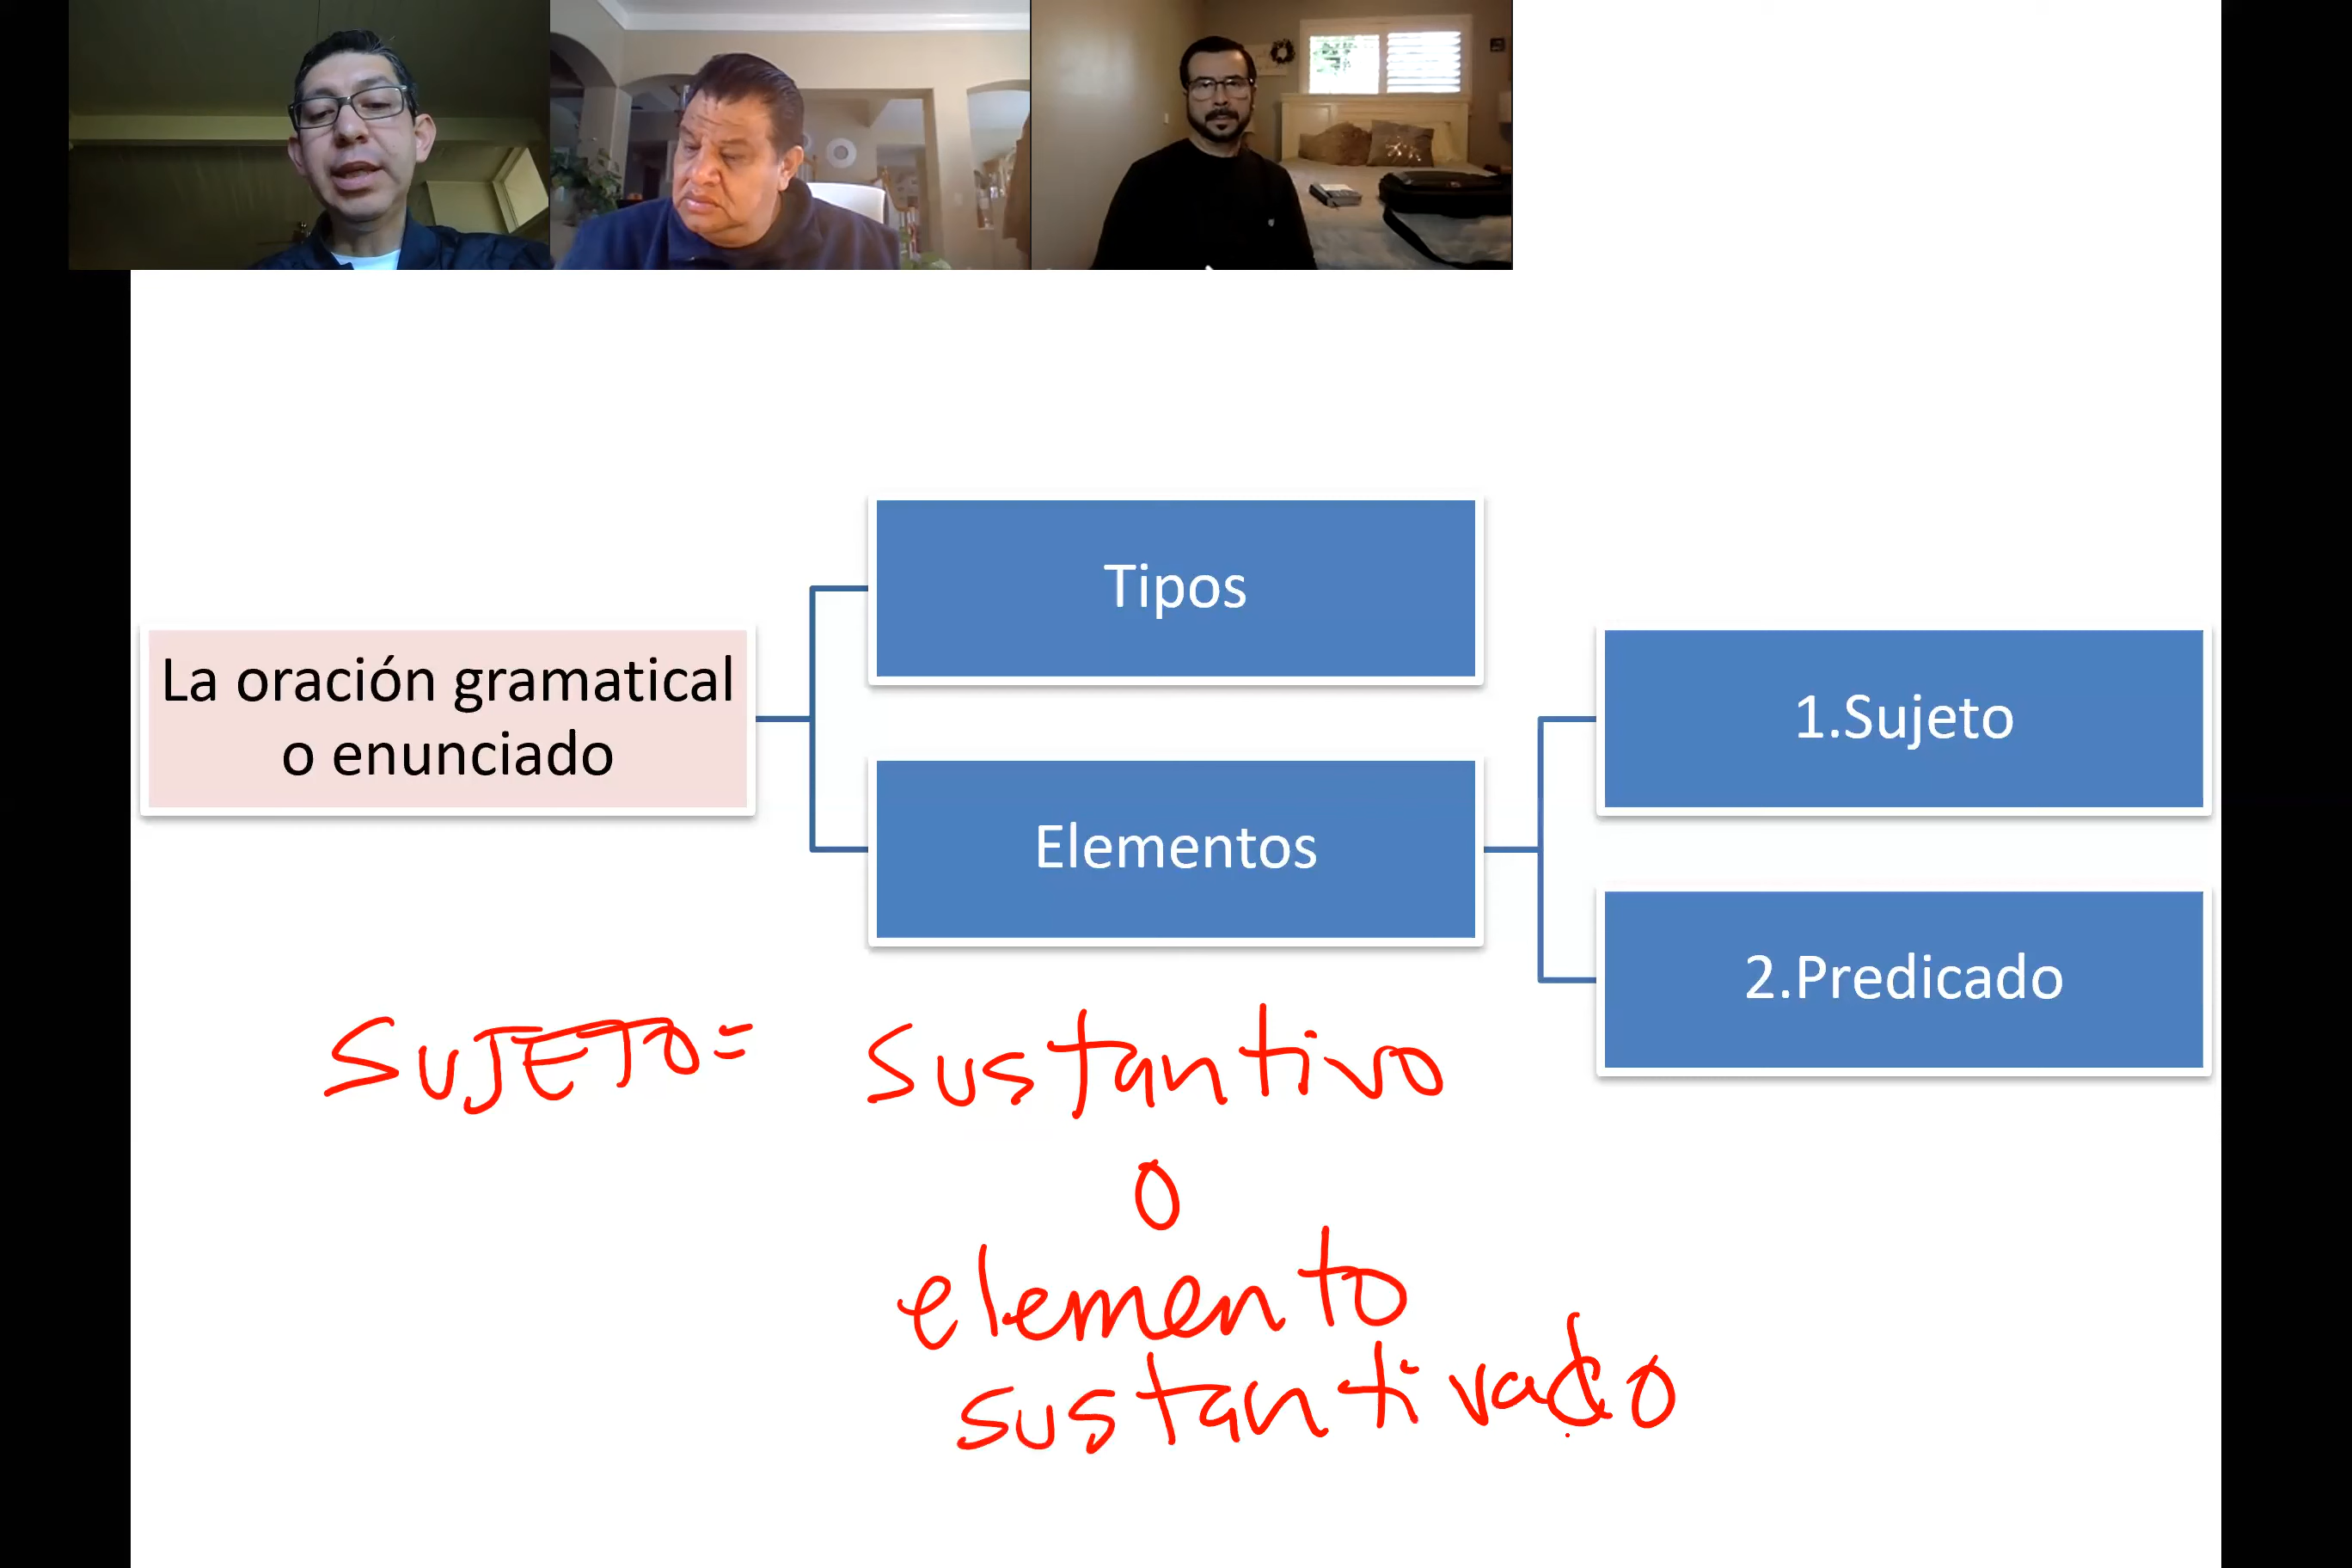 Tipos
La oración gramatical
o enunciado
1.Sujeto
Elementos
2.Predicado
SUJETO= sustantivo
o
elemento
sustantivado